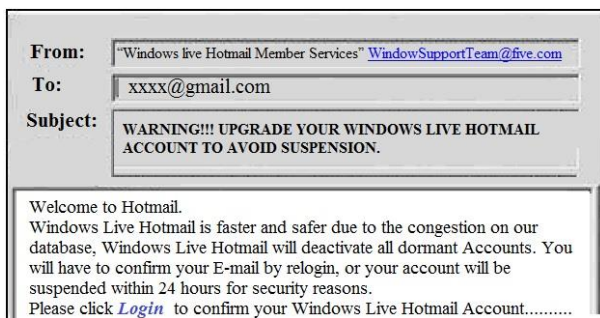 From: “Windows live Hotmail Member Services” WindowSupportTeam@five.com
To: xxxx@gmail.com
Subject: WARNING!!! UPGRADE YOUR WINDOWS LIVE HOTMAIL
ACCOUNT TO AVOID SUSPENSION.
Welcome to Hotmail.
Windows Live Hotmail is faster and safer due to the congestion on our
database, Windows Live Hotmail will deactivate all dormant Accounts. You
will have to confirm your E-mail by relogin, or your account will be
suspended within 24 hours for security reasons.
Please click Login to confirm your Windows Live Hotmail Account..........